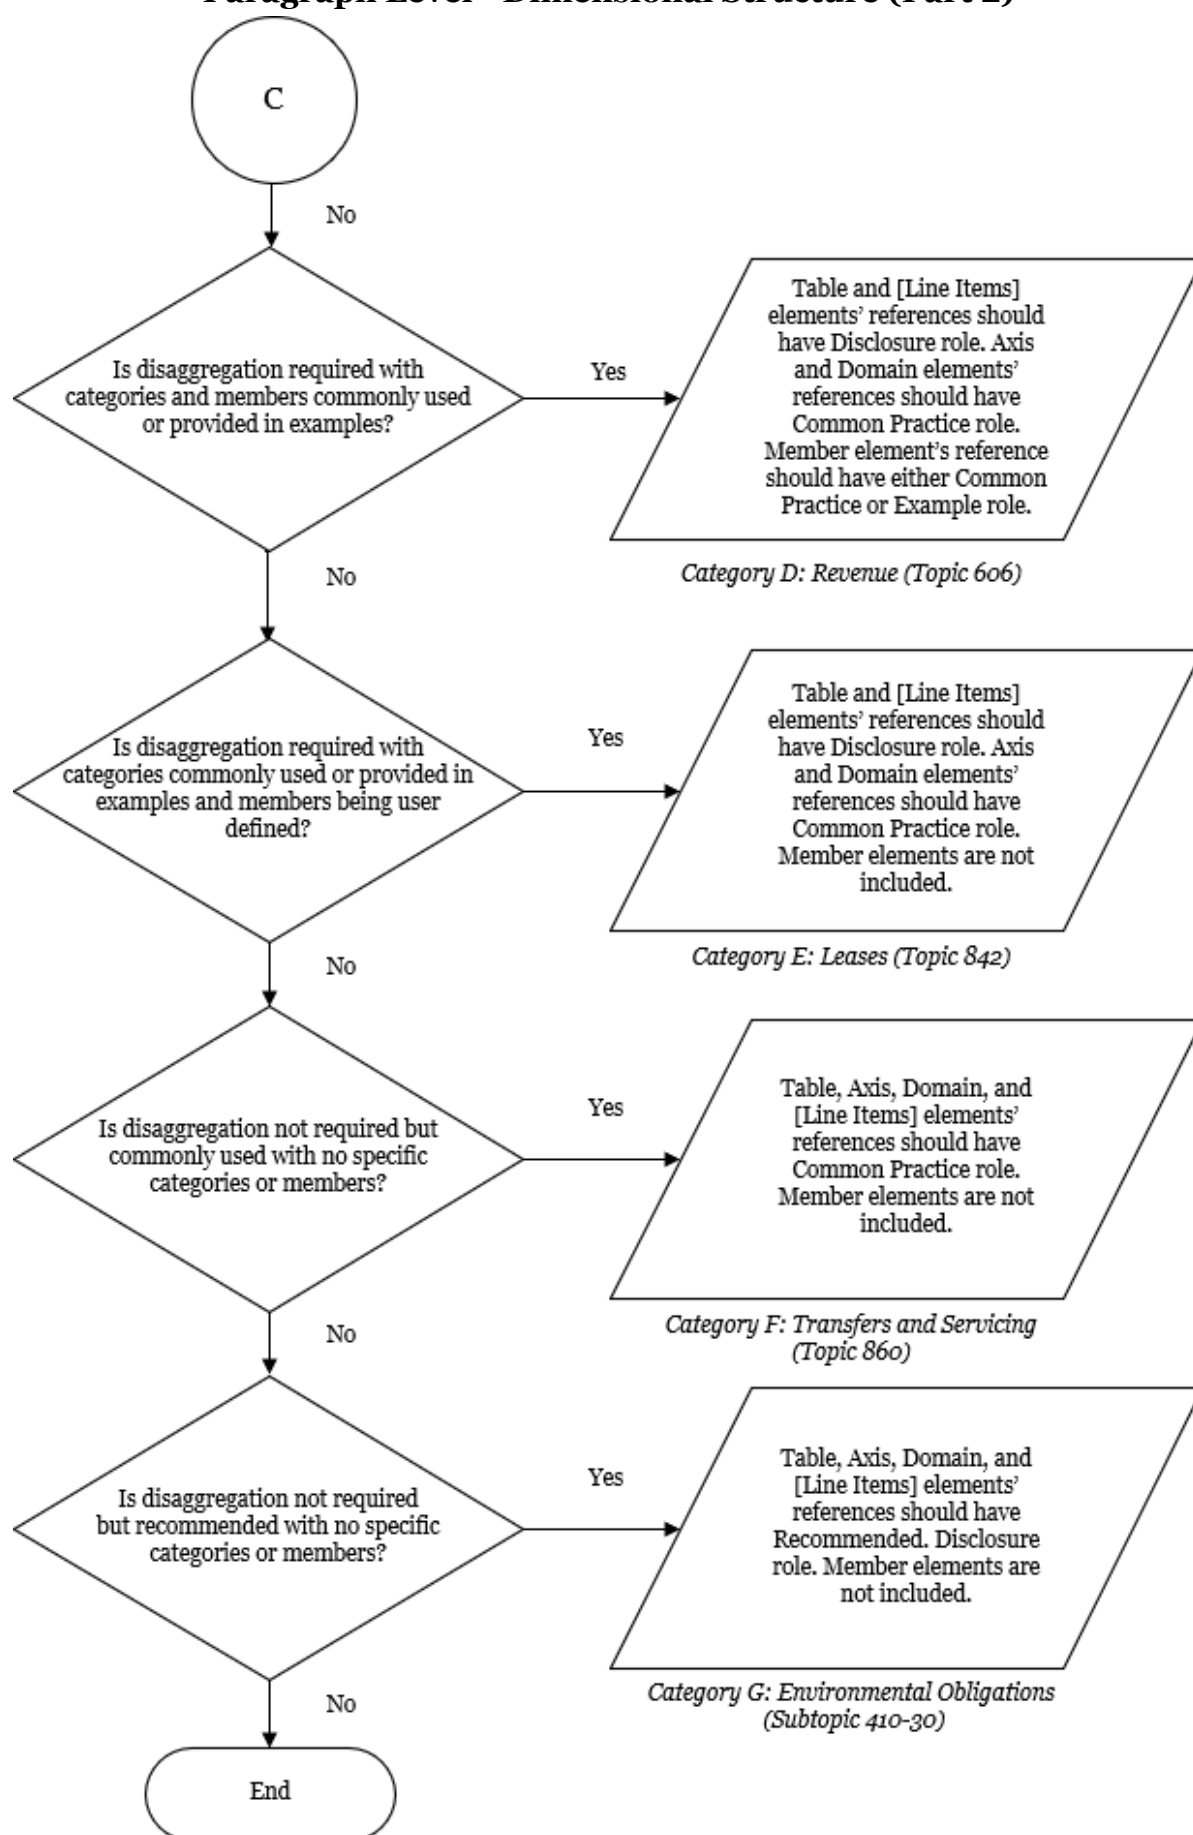 Paragraph Level - Dimensional Structure (Part 2)
C
No
Is disaggregation required with
categories and members commonly used
or provided in examples?
Yes
Table and [Line Items]
elements’ references should
have Disclosure role. Axis
and Domain elements’
references should have
Common Practice role.
Member element’s reference
should have either Common
Practice or Example role.
Category D: Revenue (Topic 606)
No
Is disaggregation required with
categories commonly used or provided in
examples and members being user
defined?
Yes
Table and [Line Items]
elements’ references should
have Disclosure role. Axis
and Domain elements’
references should have
Common Practice role.
Member elements are not
included.
Category E: Leases (Topic 842)
No
Is disaggregation not required but
commonly used with no specific
categories or members?
Yes
Table, Axis, Domain, and
[Line Items] elements’
references should have
Common Practice role.
Member elements are not
included.
Category F: Transfers and Servicing
(Topic 860)
No
Is disaggregation not required
but recommended with no specific
categories or members?
Yes
Table, Axis, Domain, and
[Line Items] elements’
references should have
Recommended. Disclosure
role. Member elements are
not included.
Category G: Environmental Obligations
(Subtopic 410-30)
No
End